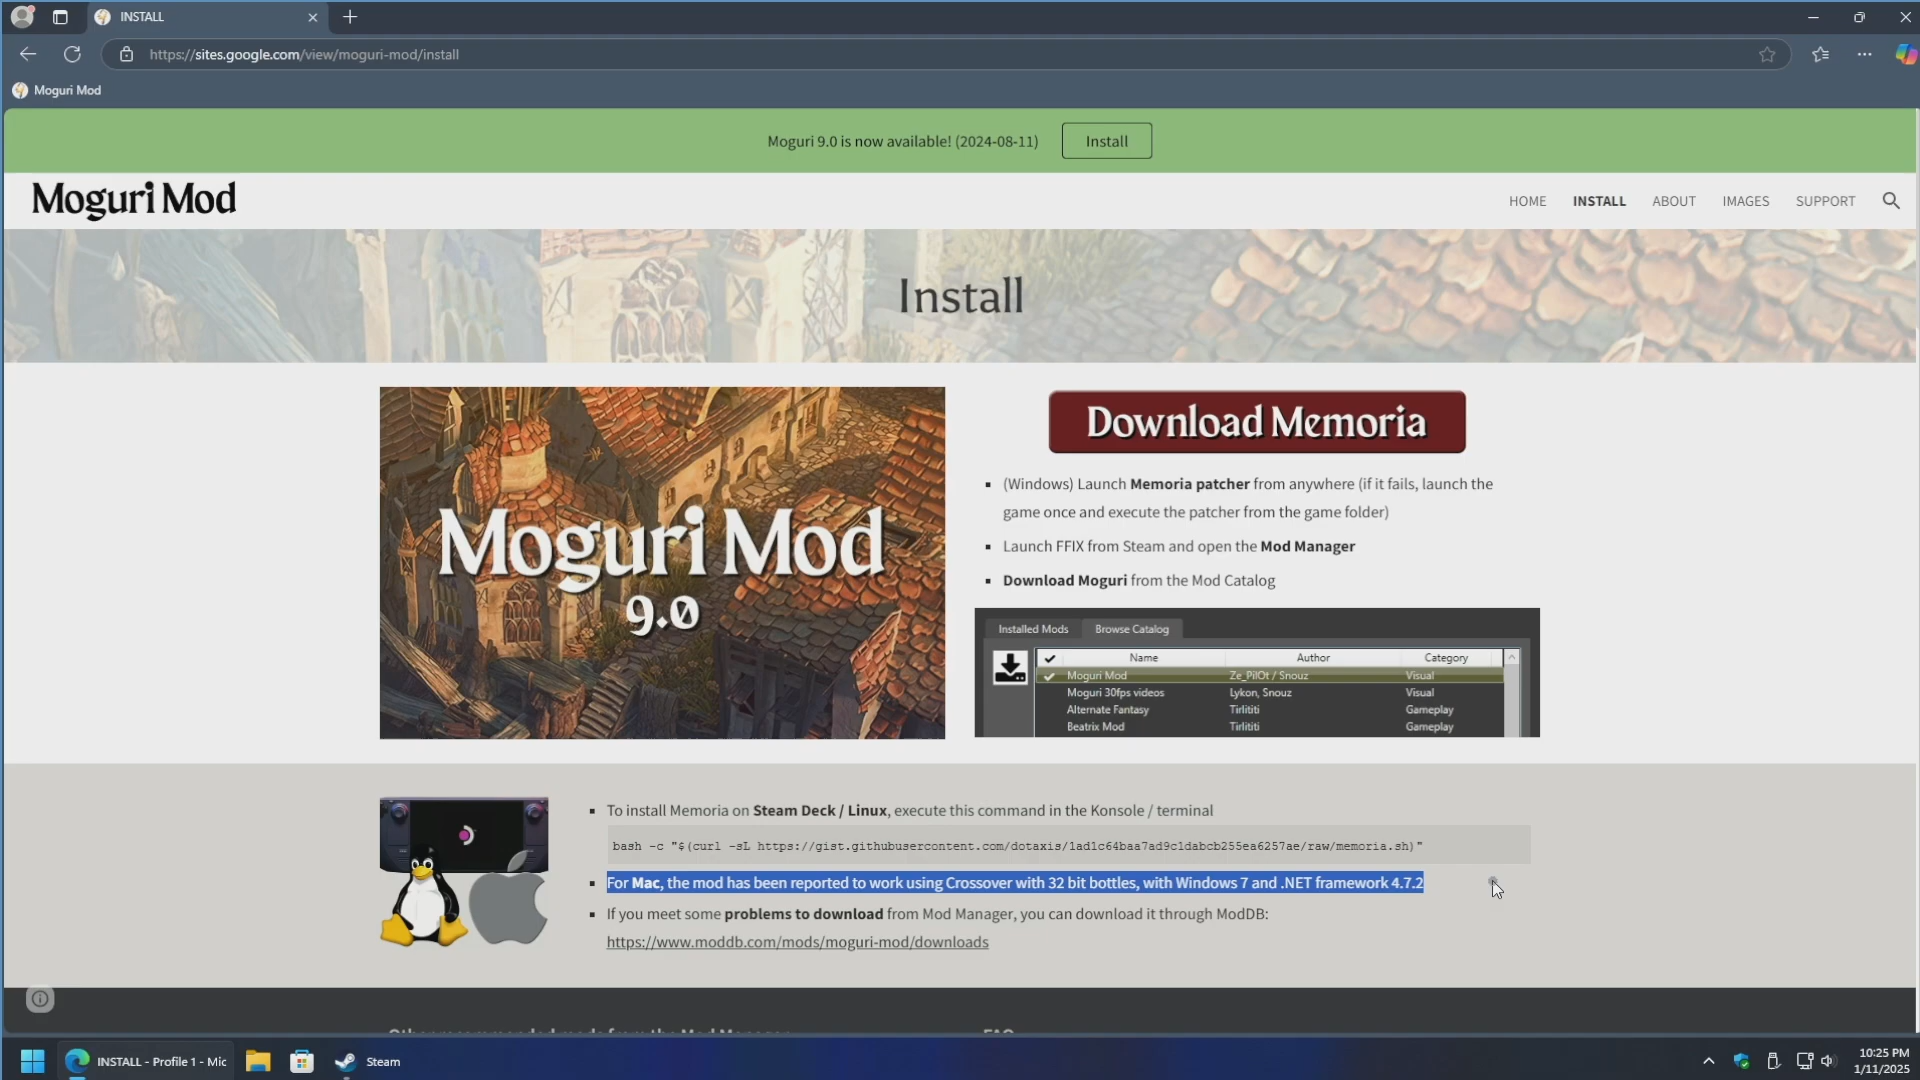 INSTALL
https://sites.google.com/view/moguri-mod/install
Moguri Mod
Moguri 9.0 is now available! (2024-08-11)
Install
Moguri Mod
HOME
INSTALL
ABOUT
IMAGES
SUPPORT
Install
Moguri Mod
9.0
Download Memoria
(Windows) Launch Memoria patcher from anywhere (if it fails, launch the
game once and execute the patcher from the game folder)
Launch FFIX from Steam and open the Mod Manager
Download Moguri from the Mod Catalog
Installed Mods Browse Catalog
Name Author Category
Moguri Mod Ze_PilOt / Snouz Visual
Moguri 30fps videos Lykon, Snouz Visual
Alternate Fantasy Tirlititi Gameplay
Beatrix Mod Tirlititi Gameplay
To install Memoria on Steam Deck / Linux, execute this command in the Konsole / terminal
bash -c "$(curl -sL https://gist.githubusercontent.com/dotaxis/1ad1c64baa7ad9c1dabcb255ea6257ae/raw/memoria.sh)"
For Mac, the mod has been reported to work using Crossover with 32 bit bottles, with Windows 7 and .NET framework 4.7.2
If you meet some problems to download from Mod Manager, you can download it through ModDB:
https://www.moddb.com/mods/moguri-mod/downloads
Other recommended mods from the Mod Manager
FAQ
INSTALL - Profile 1 - Mic
Steam
10:25 PM
1/11/2025